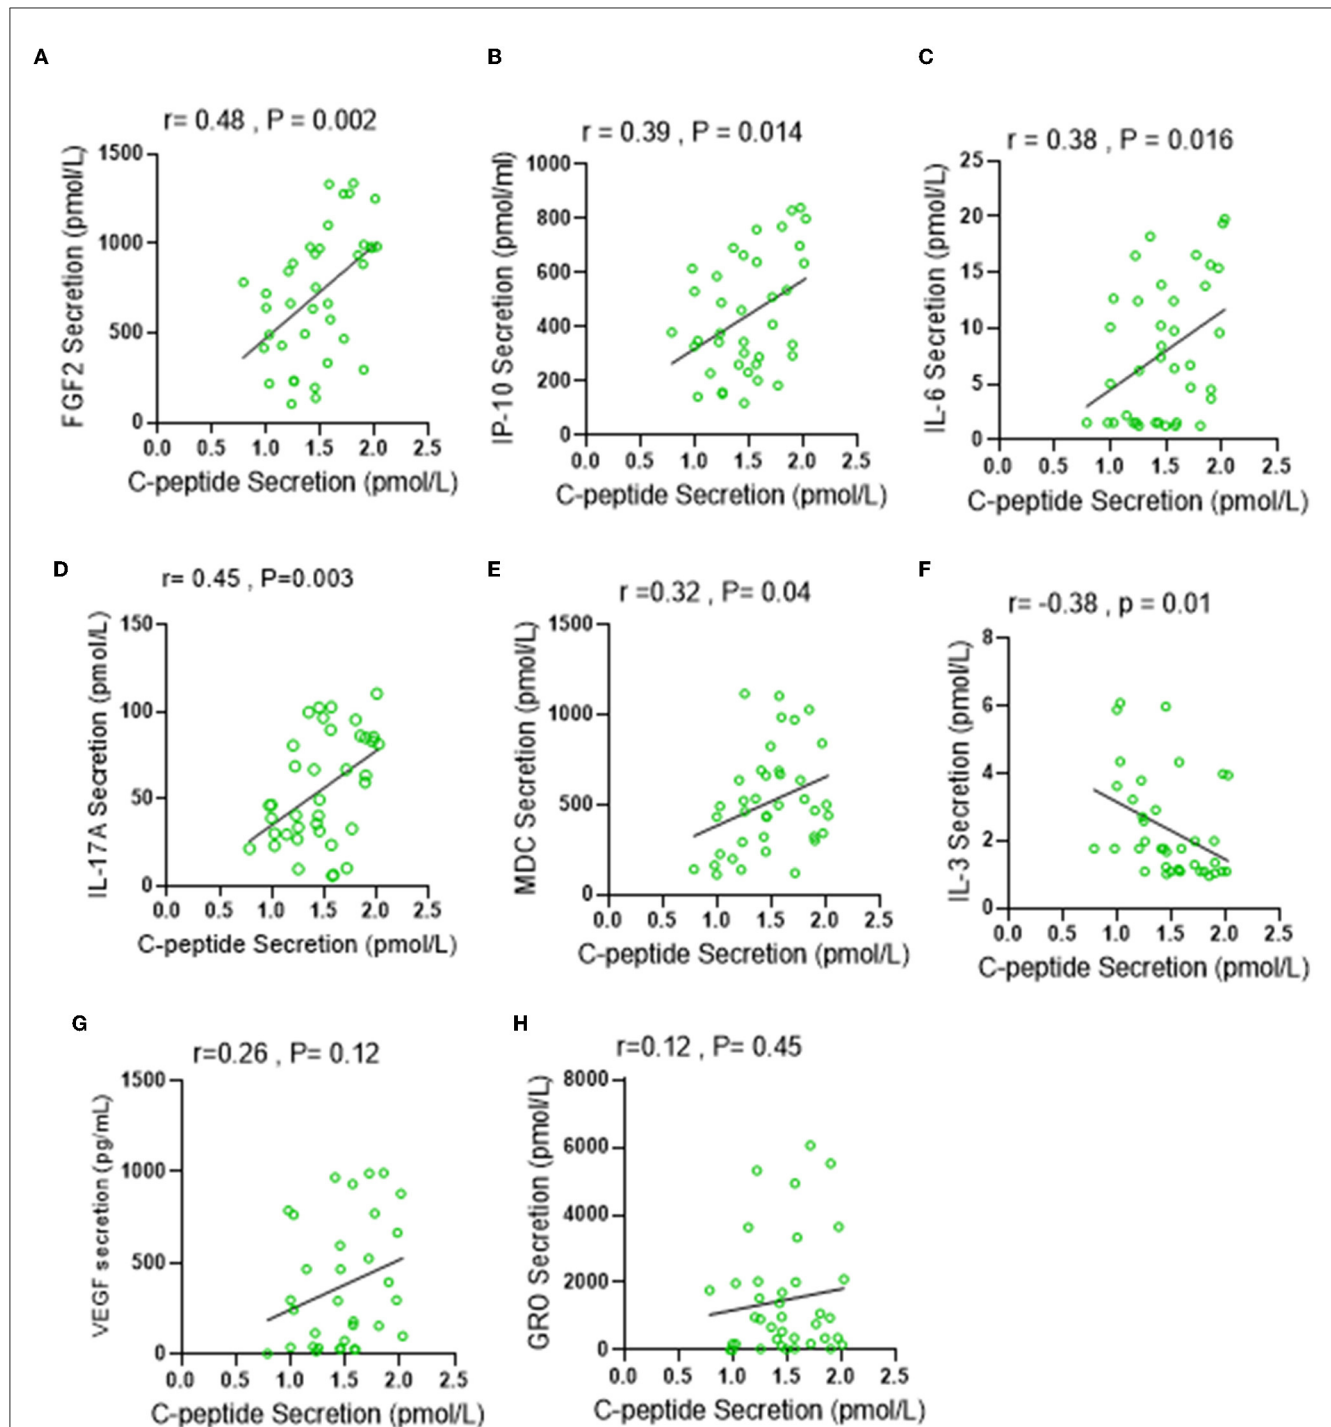 A
B
C
r= 0.48 , P = 0.002
r = 0.39 , P = 0.014
r = 0.38 , P = 0.016
FGF2 Secretion (pmol/L)
1500
1000
500
0
0.0 0.5 1.0 1.5 2.0 2.5
C-peptide Secretion (pmol/L)
IP-10 Secretion (pmol/ml)
1000
800
600
400
200
0
0.0 0.5 1.0 1.5 2.0 2.5
C-peptide Secretion (pmol/L)
IL-6 Secretion (pmol/L)
25
20
15
10
5
0
0.0 0.5 1.0 1.5 2.0 2.5
C-peptide Secretion (pmol/L)
D
E
F
r= 0.45 , P=0.003
r =0.32 , P= 0.04
r= -0.38 , p = 0.01
IL-17A Secretion (pmol/L)
150
100
50
0
0.0 0.5 1.0 1.5 2.0 2.5
C-peptide Secretion (pmol/L)
MDC Secretion (pmol/L)
1500
1000
500
0
0.0 0.5 1.0 1.5 2.0 2.5
C-peptide Secretion (pmol/L)
IL-3 Secretion (pmol/L)
8
6
4
2
0
0.0 0.5 1.0 1.5 2.0 2.5
C-peptide Secretion (pmol/L)
G
H
r=0.26 , P= 0.12
r=0.12 , P= 0.45
VEGF secretion (pg/mL)
1500
1000
500
0
0.0 0.5 1.0 1.5 2.0 2.5
C-peptide Secretion (pmol/L)
GRO Secretion (pmol/L)
8000
6000
4000
2000
0
0.0 0.5 1.0 1.5 2.0 2.5
C-peptide Secretion (pmol/L)